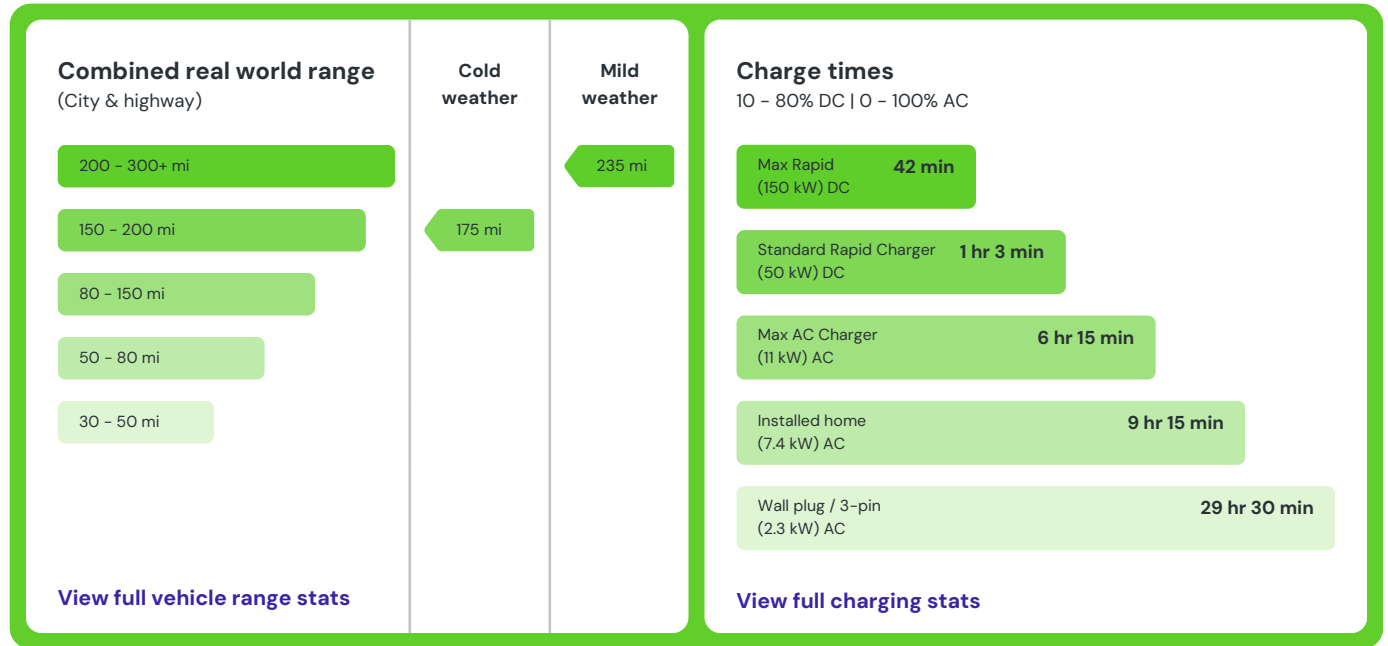 Combined real world range
(City & highway)
Cold
weather
Mild
weather
200 - 300+ mi
235 mi
150 - 200 mi
175 mi
80 - 150 mi
50 - 80 mi
30 - 50 mi
View full vehicle range stats
Charge times
10 - 80% DC | 0 - 100% AC
Max Rapid
(150 kW) DC
42 min
Standard Rapid Charger
(50 kW) DC
1 hr 3 min
Max AC Charger
(11 kW) AC
6 hr 15 min
Installed home
(7.4 kW) AC
9 hr 15 min
Wall plug / 3-pin
(2.3 kW) AC
29 hr 30 min
View full charging stats